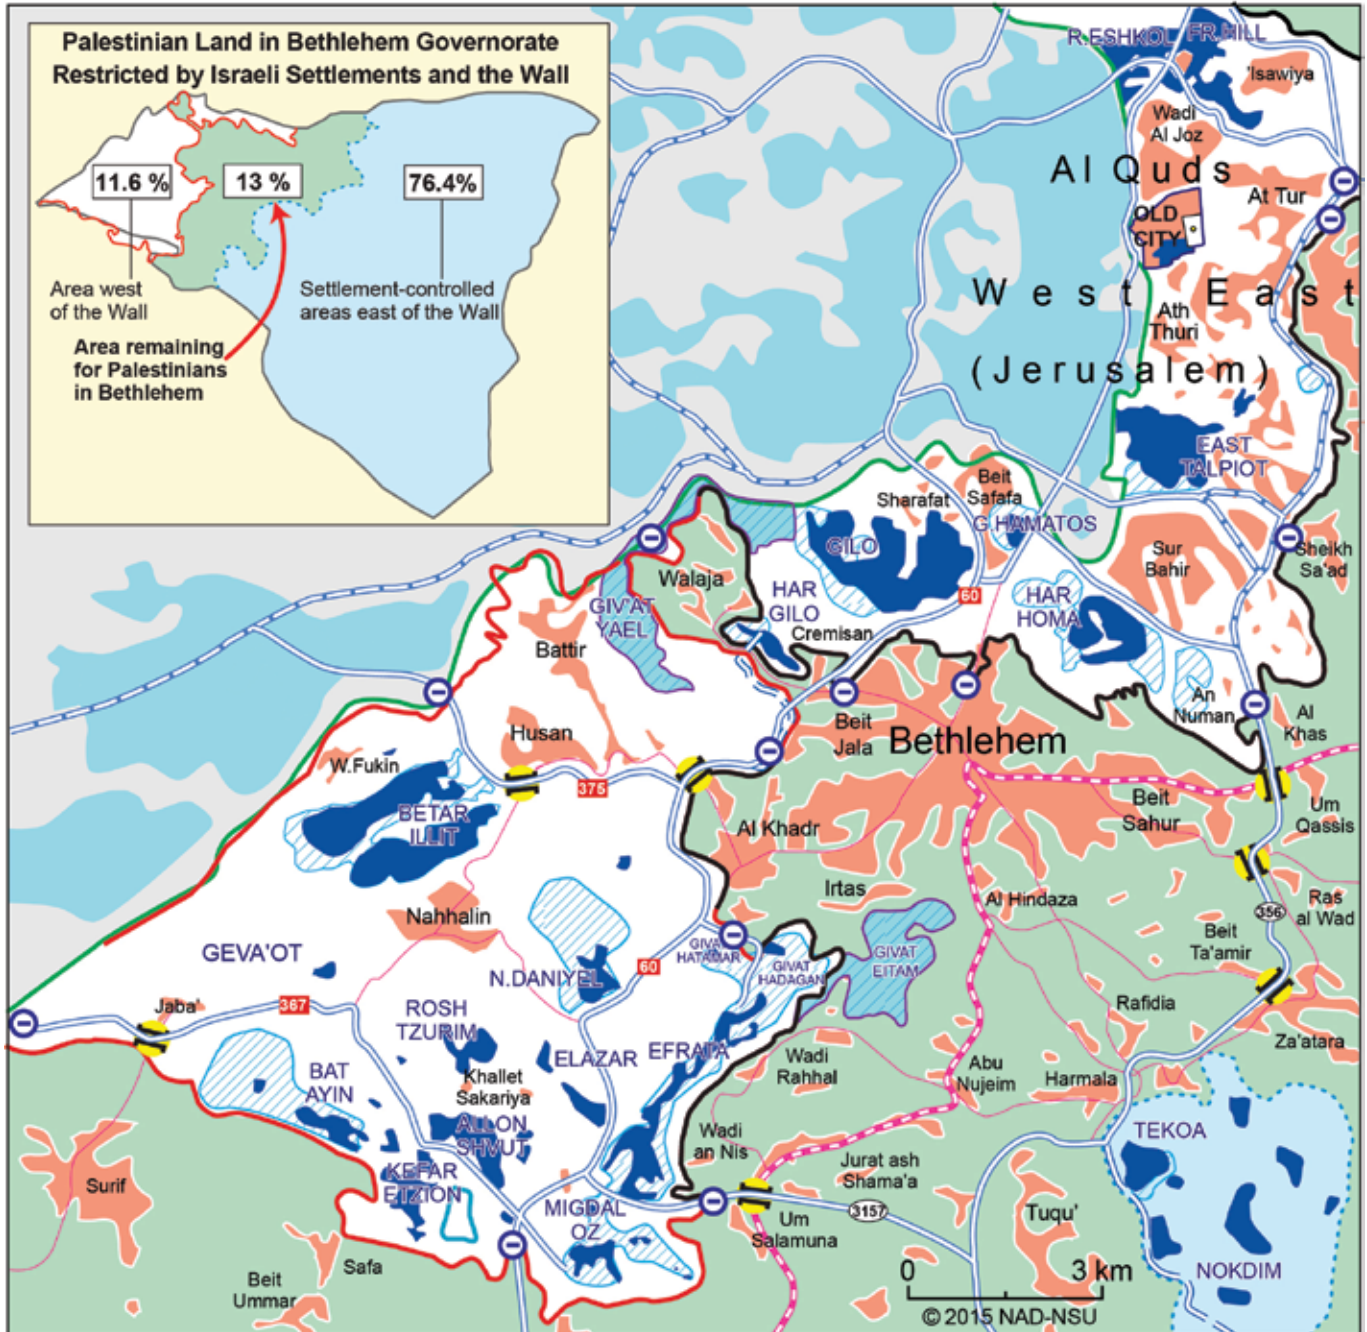 Palestinian Land in Bethlehem Governorate
Restricted by Israeli Settlements and the Wall
11.6 %
13 %
76.4%
Area west
of the Wall
Settlement-controlled
areas east of the Wall
Area remaining
for Palestinians
in Bethlehem
R.ESHKOL
FR.HILL
'Isawiya
Wadi
Al Joz
Al Quds
At Tur
OLD
CITY
West
East
Ath
Thuri
(Jerusalem)
EAST
TALPIOT
Beit
Safafa
Sharafat
G.HAMATOS
GILO
Sur
Bahir
Sheikh
Sa'ad
Walaja
HAR
GILO
60
HAR
HOMA
GIV'AT
YAEL
Cremisan
Battir
An
Numan
Al
Khas
Husan
Beit
Jala
Bethlehem
W.Fukin
375
BETAR
ILLIT
Al Khadr
Beit
Sahur
Um
Qassis
Irtas
Al Hindaza
Ras
al Wad
356
Nahhalin
Beit
Ta'amir
GEVA'OT
GIVAT
HATAMAR
GIVAT
HADAGAN
GIVAT
EITAM
N.DANIYEL
60
Jaba'
367
ROSH
TZURIM
Rafidia
Za'atara
ELAZAR
EFRATA
Wadi
Rahhal
Abu
Nujeim
Harmala
BAT
AYIN
Khallet
Sakariya
ALLON
SHVUT
Wadi
an Nis
TEKOA
Surif
KEFAR
ETZION
Jurat ash
Shama'a
MIGDAL
OZ
3157
Um
Salamuna
Tuqu'
Safa
Beit
Ummar
NOKDIM
0
3 km
© 2015 NAD-NSU